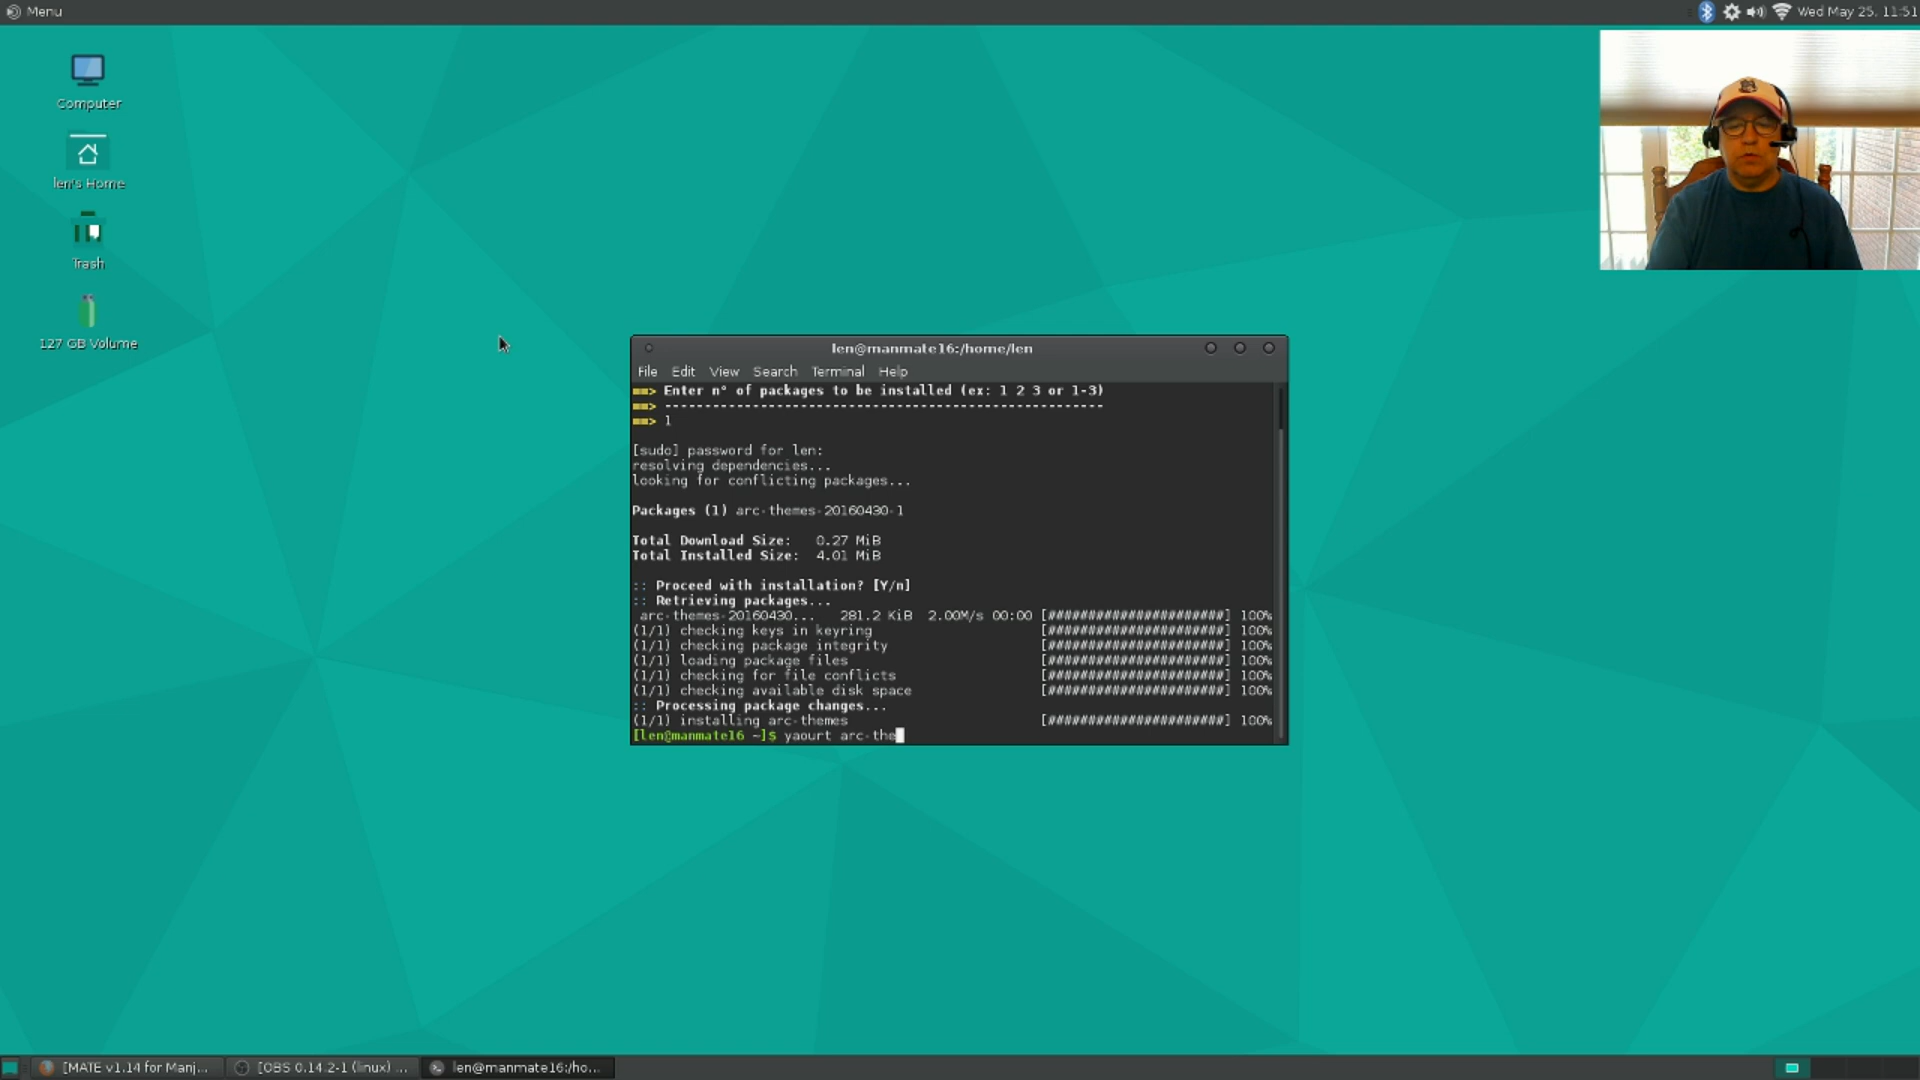 Menu
Wed May 25, 11:51
Computer
len's Home
Trash
127 GB Volume
len@manmate16:/home/len
File Edit View Search Terminal Help
==> Enter n° of packages to be installed (ex: 1 2 3 or 1-3)
==> -------------------------------------------------------
==> 1
[sudo] password for len:
resolving dependencies...
looking for conflicting packages...
Packages (1) arc-themes-20160430-1
Total Download Size: 0.27 MiB
Total Installed Size: 4.01 MiB
:: Proceed with installation? [Y/n]
:: Retrieving packages...
arc-themes-20160430... 281.2 KiB 2.00M/s 00:00 [######################] 100%
(1/1) checking keys in keyring [######################] 100%
(1/1) checking package integrity [######################] 100%
(1/1) loading package files [######################] 100%
(1/1) checking for file conflicts [######################] 100%
(1/1) checking available disk space [######################] 100%
:: Processing package changes...
(1/1) installing arc-themes [######################] 100%
[len@manmate16 ~]$ yaourt arc-the
[MATE v1.14 for Manj... [OBS 0.14.2-1 (linux) ... len@manmate16:/ho...